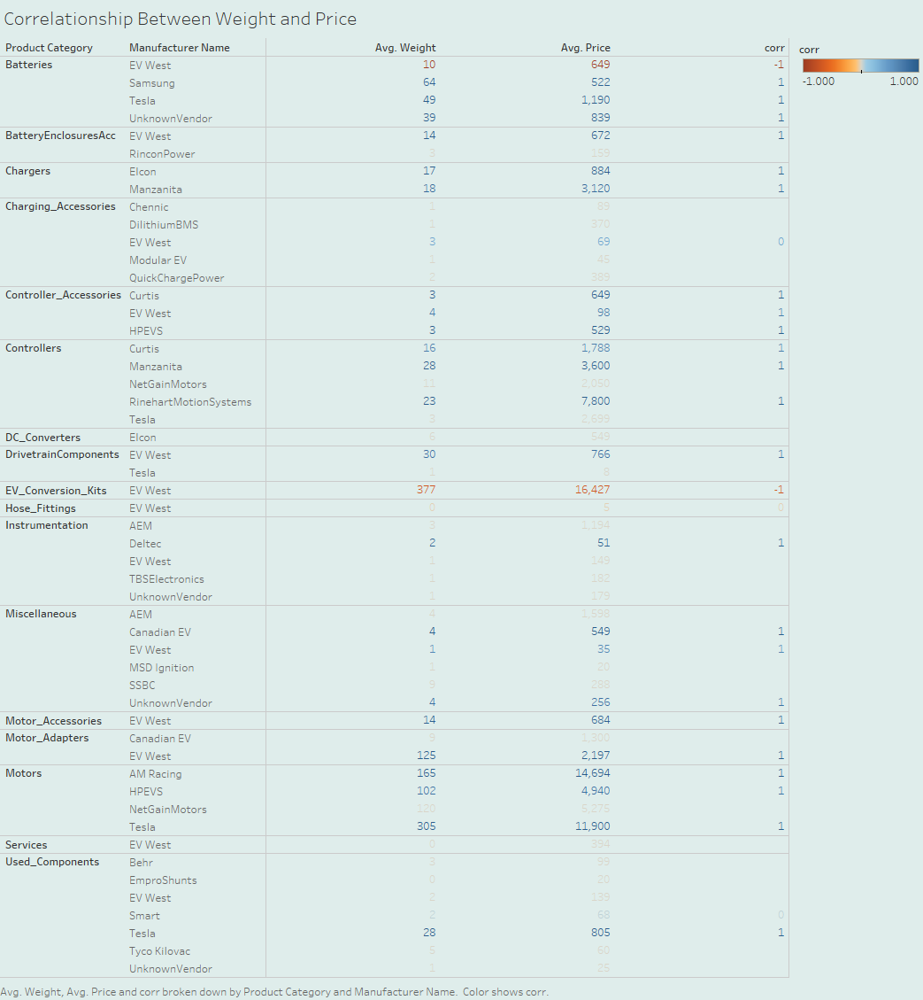 Correlationship Between Weight and Price
Product Category Manufacturer Name Avg. Weight Avg. Price corr
Batteries EV West 10 649 -1
Samsung 64 522 1
Tesla 49 1,190 1
UnknownVendor 39 839 1
BatteryEnclosuresAcc EV West 14 672 1
RinconPower 3 159
Chargers Elcon 17 884 1
Manzanita 18 3,120 1
Charging_Accessories Chennic 1 89
DilithiumBMS 1 370
EV West 3 69 0
Modular EV 1 45
QuickChargePower 2 389
Controller_Accessories Curtis 3 649 1
EV West 4 98 1
HPEVS 3 529 1
Controllers Curtis 16 1,788 1
Manzanita 28 3,600 1
NetGainMotors 11 2,050
RinehartMotionSystems 23 7,800 1
Tesla 3 2,699
DC_Converters Elcon 6 549
DrivetrainComponents EV West 30 766 1
Tesla 1 8
EV_Conversion_Kits EV West 377 16,427 -1
Hose_Fittings EV West 0 5 0
Instrumentation AEM 3 1,194
Deltec 2 51 1
EV West 1 149
TBSElectronics 1 182
UnknownVendor 1 179
Miscellaneous AEM 4 1,598
Canadian EV 4 549 1
EV West 1 35 1
MSD Ignition 1 20
SSBC 9 288
UnknownVendor 4 256 1
Motor_Accessories EV West 14 684 1
Motor_Adapters Canadian EV 9 1,300
EV West 125 2,197 1
Motors AM Racing 165 14,694 1
HPEVS 102 4,940 1
NetGainMotors 120 5,275
Tesla 305 11,900 1
Services EV West 0 394
Used_Components Behr 3 99
EmproShunts 0 20
EV West 2 139
Smart 2 68 0
Tesla 28 805 1
Tyco Kilovac 5 60
UnknownVendor 1 25
Avg. Weight, Avg. Price and corr broken down by Product Category and Manufacturer Name. Color shows corr.
corr
-1.000 1.000